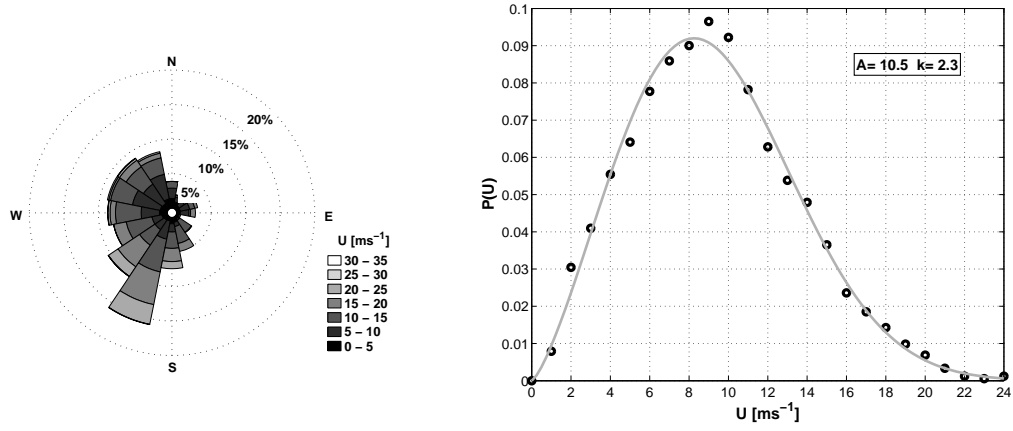 N
20%
15%
10%
5%
W
E
S
U [ms⁻¹]
30 – 35
25 – 30
20 – 25
15 – 20
10 – 15
5 – 10
0 – 5
0.1
0.09
0.08
0.07
0.06
0.05
0.04
0.03
0.02
0.01
0
P(U)
A= 10.5 k= 2.3
0 2 4 6 8 10 12 14 16 18 20 22 24
U [ms⁻¹]